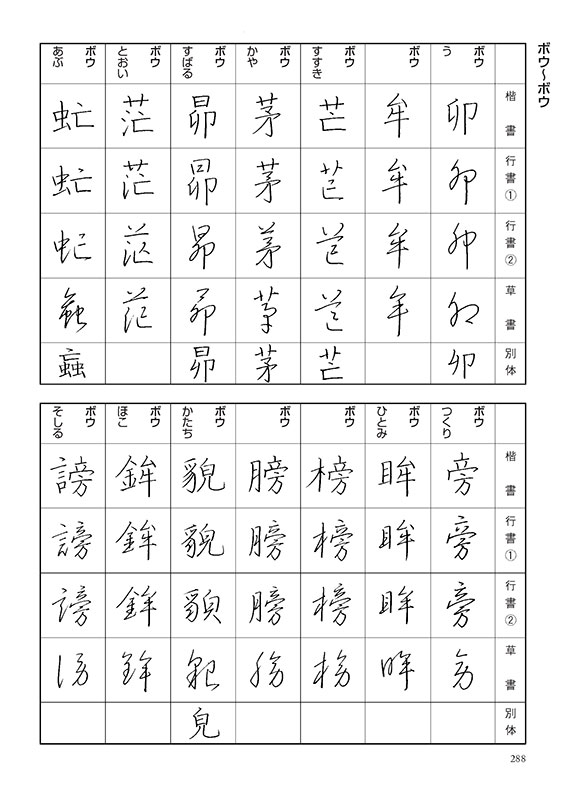 ボウ～ボウ
楷書
行書①
行書②
草書
別体
ボウ
う
卯
卯
卯
卯
卯
ボウ
牟
牟
牟
牟
ボウ
すすき
芒
芒
芒
芒
芒
ボウ
かや
茅
茅
茅
茅
茅
ボウ
すばる
昴
昴
昴
昴
昴
ボウ
とおい
茫
茫
茫
茫
ボウ
あぶ
虻
虻
虻
蝱
蝱
楷書
行書①
行書②
草書
別体
ボウ
つくり
旁
旁
旁
旁
ボウ
ひとみ
眸
眸
眸
眸
ボウ
榜
榜
榜
榜
ボウ
膀
膀
膀
膀
ボウ
かたち
貌
貌
貌
貌
皃
ボウ
ほこ
鉾
鉾
鉾
鉾
ボウ
そしる
謗
謗
謗
謗
288